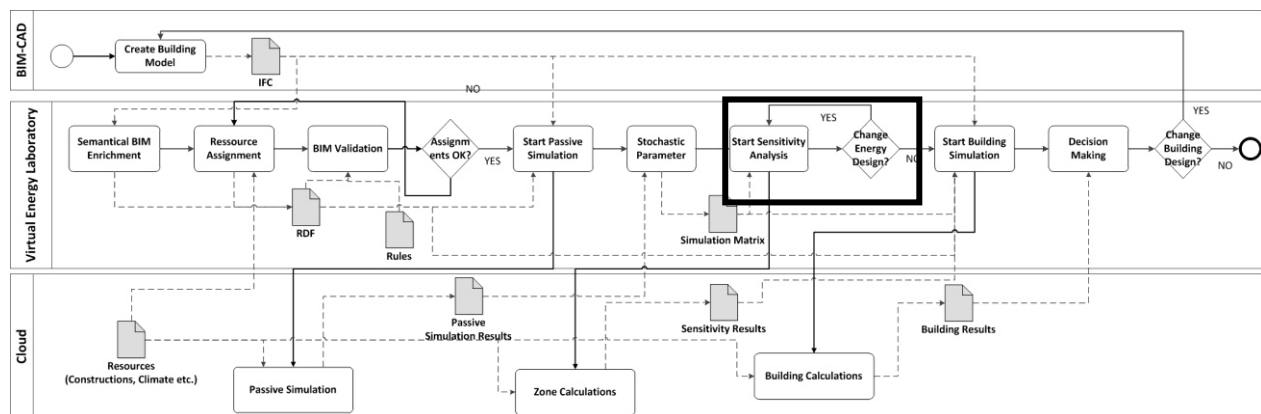 BIM-CAD
Create Building
Model
IFC
YES
Virtual Energy Laboratory
NO
Semantical BIM
Enrichment
Ressource
Assignment
BIM Validation
Assignm
ents OK?
YES
Start Passive
Simulation
Stochastic
Parameter
Start Sensitivity
Analysis
YES
Change
Energy
Design?
NO
Start Building
Simulation
Decision
Making
Change
Building
Design?
YES
NO
RDF
Rules
Simulation Matrix
Cloud
Resources
(Constructions, Climate etc.)
Passive
Simulation Results
Sensitivity Results
Building Results
Passive Simulation
Zone Calculations
Building Calculations